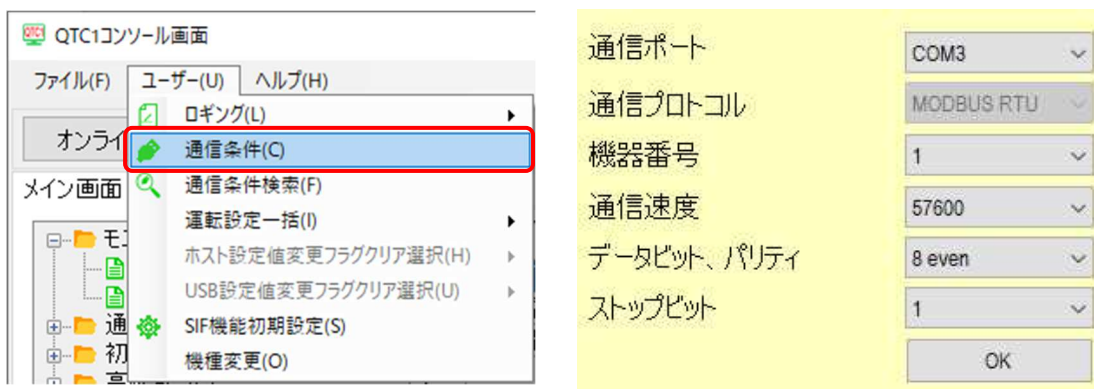 QTC1 QTC1コンソール画面
ファイル(F) ユーザー(U) ヘルプ(H)
オンライ
ロギング(L)
通信条件(C)
メイン画面
通信条件検索(F)
運転設定一括(I)
モニ
ホスト設定値変更フラグクリア選択(H)
USB設定値変更フラグクリア選択(U)
通
SIF機能初期設定(S)
初
機種変更(O)
通信ポート COM3
通信プロトコル MODBUS RTU
機器番号 1
通信速度 57600
データビット、パリティ 8 even
ストップビット 1
OK